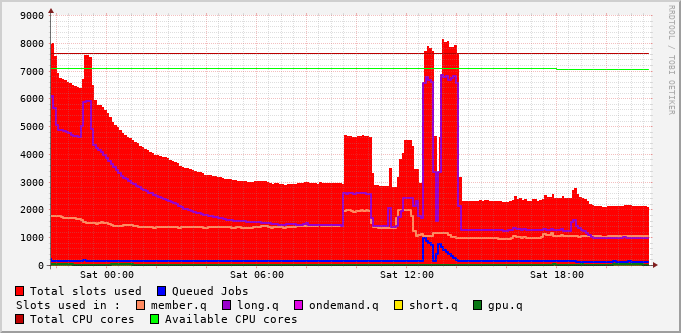 9000
8000
7000
6000
5000
4000
3000
2000
1000
0
Sat 00:00 Sat 06:00 Sat 12:00 Sat 18:00
Total slots used Queued Jobs
Slots used in : member.q long.q ondemand.q short.q gpu.q
Total CPU cores Available CPU cores
RRDTOOL / TOBI OETIKER